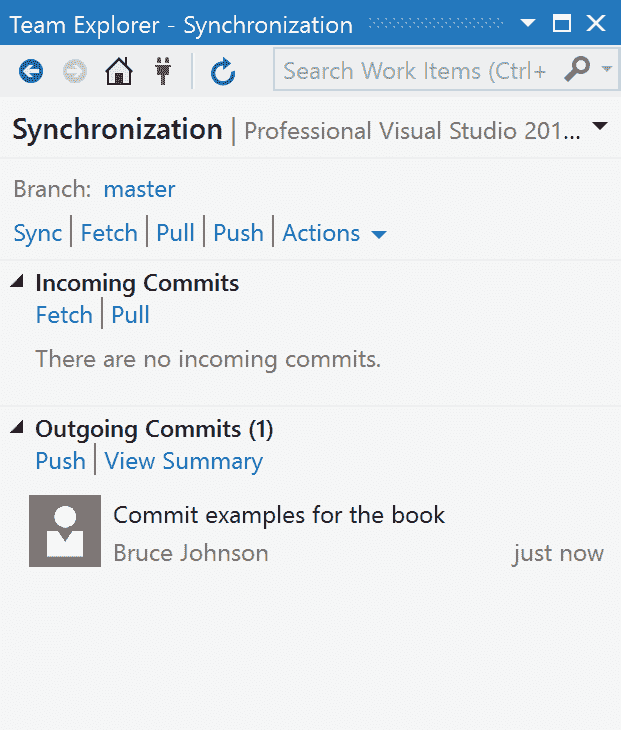 Team Explorer - Synchronization
Search Work Items (Ctrl+
Synchronization | Professional Visual Studio 201...
Branch: master
Sync | Fetch | Pull | Push | Actions
Incoming Commits
Fetch | Pull
There are no incoming commits.
Outgoing Commits (1)
Push | View Summary
Commit examples for the book
Bruce Johnson just now